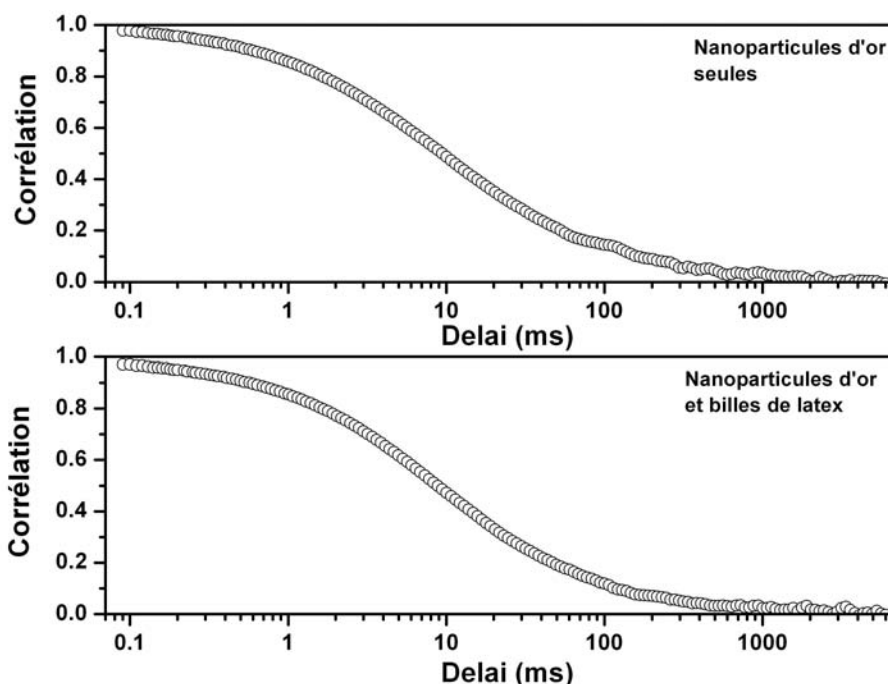 1.0
0.8
0.6
0.4
0.2
0.0
Corrélation
Nanoparticules d'or
seules
0.1 1 10 100 1000
Delai (ms)
1.0
0.8
0.6
0.4
0.2
0.0
Corrélation
Nanoparticules d'or
et billes de latex
0.1 1 10 100 1000
Delai (ms)